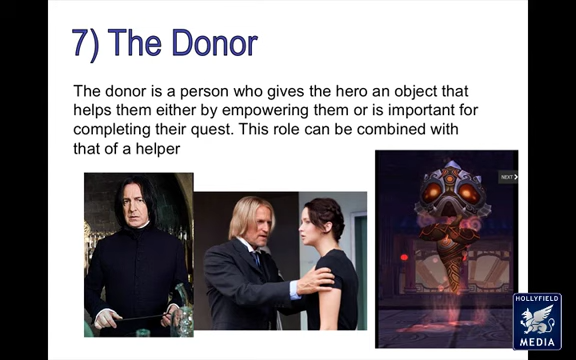 7) The Donor
The donor is a person who gives the hero an object that
helps them either by empowering them or is important for
completing their quest. This role can be combined with
that of a helper
NEXT
HOLLYFIELD
MEDIA